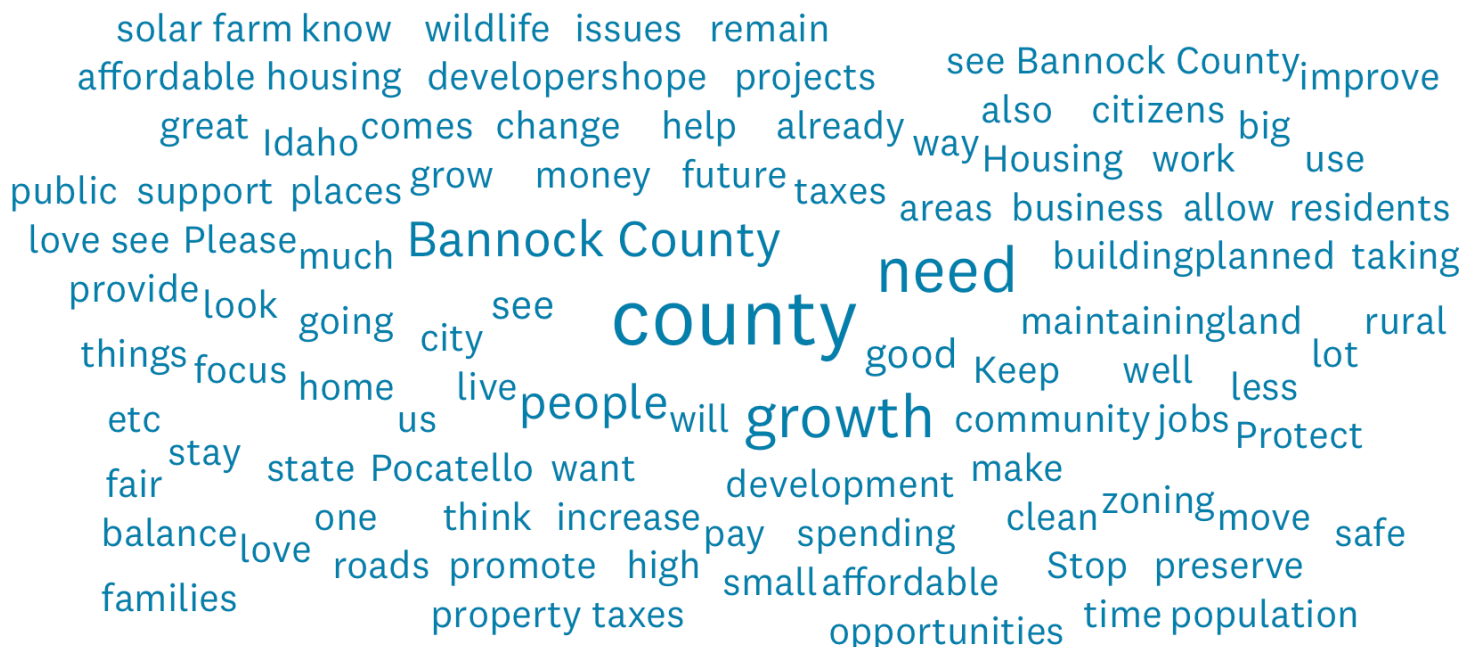 solar farm know wildlife issues remain
see Bannock County improve
affordable housing developershope projects
also citizens big
great Idaho comes change help already way
Housing work use
public support places grow money future taxes
areas business allow residents
love see Please much Bannock County need
buildingplanned taking
provide look going city see county
maintainingland rural
things focus home live good Keep well less lot
etc us people will growth community jobs Protect
stay state Pocatello want development make
fair
balance love one think increase pay spending clean zoning move safe
roads promote high small affordable Stop preserve
families property taxes opportunities time population